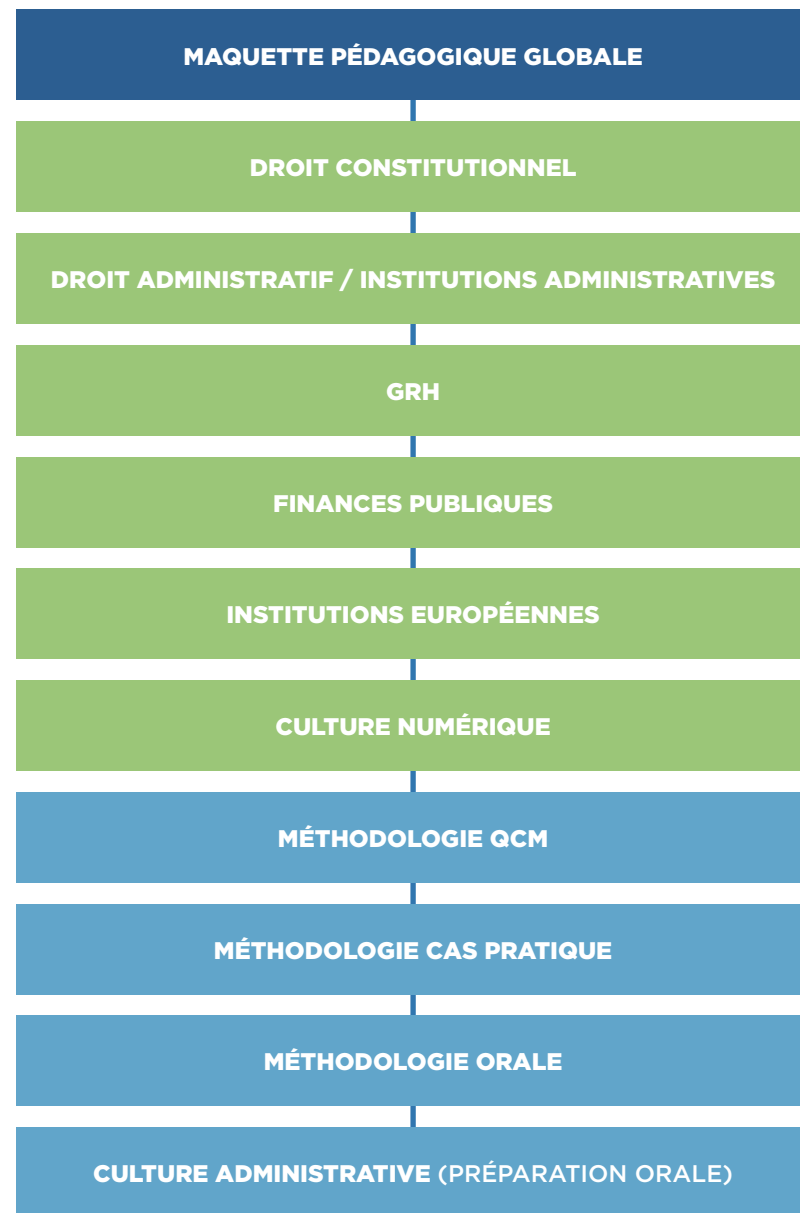 MAQUETTE PÉDAGOGIQUE GLOBALE
DROIT CONSTITUTIONNEL
DROIT ADMINISTRATIF / INSTITUTIONS ADMINISTRATIVES
GRH
FINANCES PUBLIQUES
INSTITUTIONS EUROPÉENNES
CULTURE NUMÉRIQUE
MÉTHODOLOGIE QCM
MÉTHODOLOGIE CAS PRATIQUE
MÉTHODOLOGIE ORALE
CULTURE ADMINISTRATIVE (PRÉPARATION ORALE)